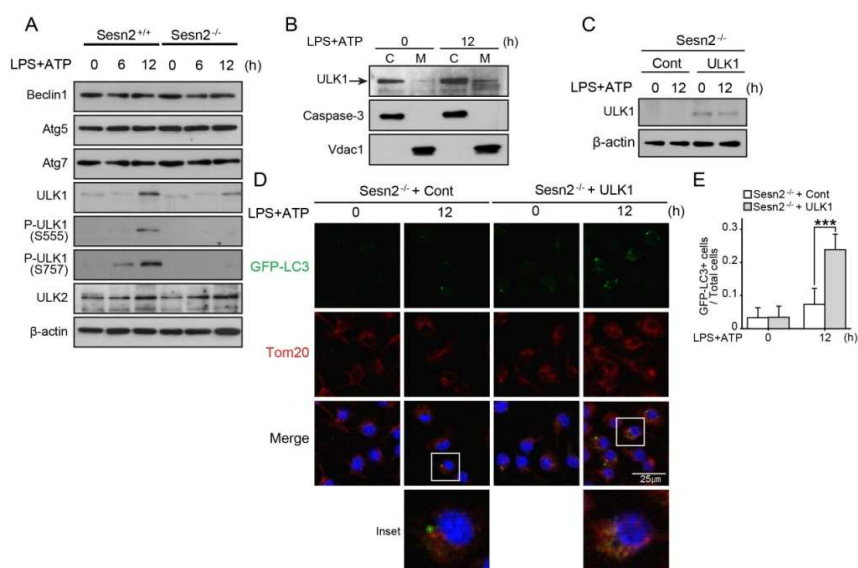 A
Sesn2+/+ Sesn2-/-
LPS+ATP 0 6 12 0 6 12 (h)
Beclin1
Atg5
Atg7
ULK1
P-ULK1
(S555)
P-ULK1
(S757)
ULK2
β-actin
B
LPS+ATP 0 12 (h)
C M C M
ULK1
Caspase-3
Vdac1
C
Sesn2-/-
Cont ULK1
LPS+ATP 0 12 0 12 (h)
ULK1
β-actin
D
Sesn2-/- + Cont Sesn2-/- + ULK1
LPS+ATP 0 12 0 12 (h)
GFP-LC3
Tom20
Merge
25μm
Inset
E
Sesn2-/- + Cont
Sesn2-/- + ULK1
***
GFP-LC3+ cells
/ Total cells
0.3
0.2
0.1
0
LPS+ATP 0 12 (h)